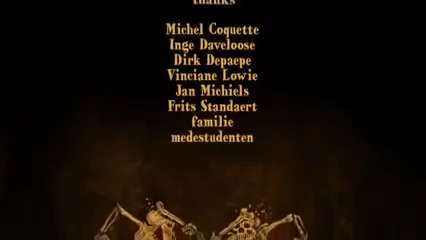 thanks
Michel Coquette
Inge Daveloose
Dirk Depaepe
Vinciane Lowie
Jan Michiels
Frits Standaert
familie
medestudenten